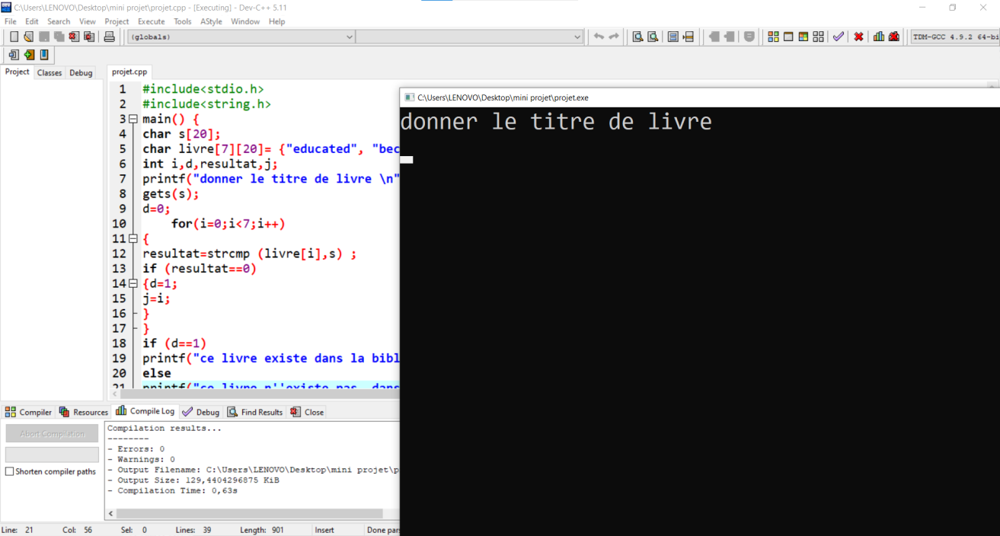 C:\Users\LENOVO\Desktop\mini projet\projet.cpp - [Executing] - Dev-C++ 5.11
File Edit Search View Project Execute Tools AStyle Window Help
(globals)
TDM-GCC 4.9.2 64-bi
Project Classes Debug
projet.cpp
1 #include<stdio.h>
2 #include<string.h>
3 main() {
4 char s[20];
5 char livre[7][20]= {"educated", "bec
6 int i,d,resultat,j;
7 printf("donner le titre de livre \n"
8 gets(s);
9 d=0;
10 for(i=0;i<7;i++)
11 {
12 resultat=strcmp (livre[i],s) ;
13 if (resultat==0)
14 {d=1;
15 j=i;
16 }
17 }
18 if (d==1)
19 printf("ce livre existe dans la bibl
20 else
21 printf("ce livre n''existe pas  dans
C:\Users\LENOVO\Desktop\mini projet\projet.exe
donner le titre de livre
Compiler Resources Compile Log Debug Find Results Close
Abort Compilation
Shorten compiler paths
Compilation results...
--------
- Errors: 0
- Warnings: 0
- Output Filename: C:\Users\LENOVO\Desktop\mini projet\p
- Output Size: 129,4404296875 KiB
- Compilation Time: 0,63s
Line: 21 Col: 56 Sel: 0 Lines: 39 Length: 901 Insert Done par